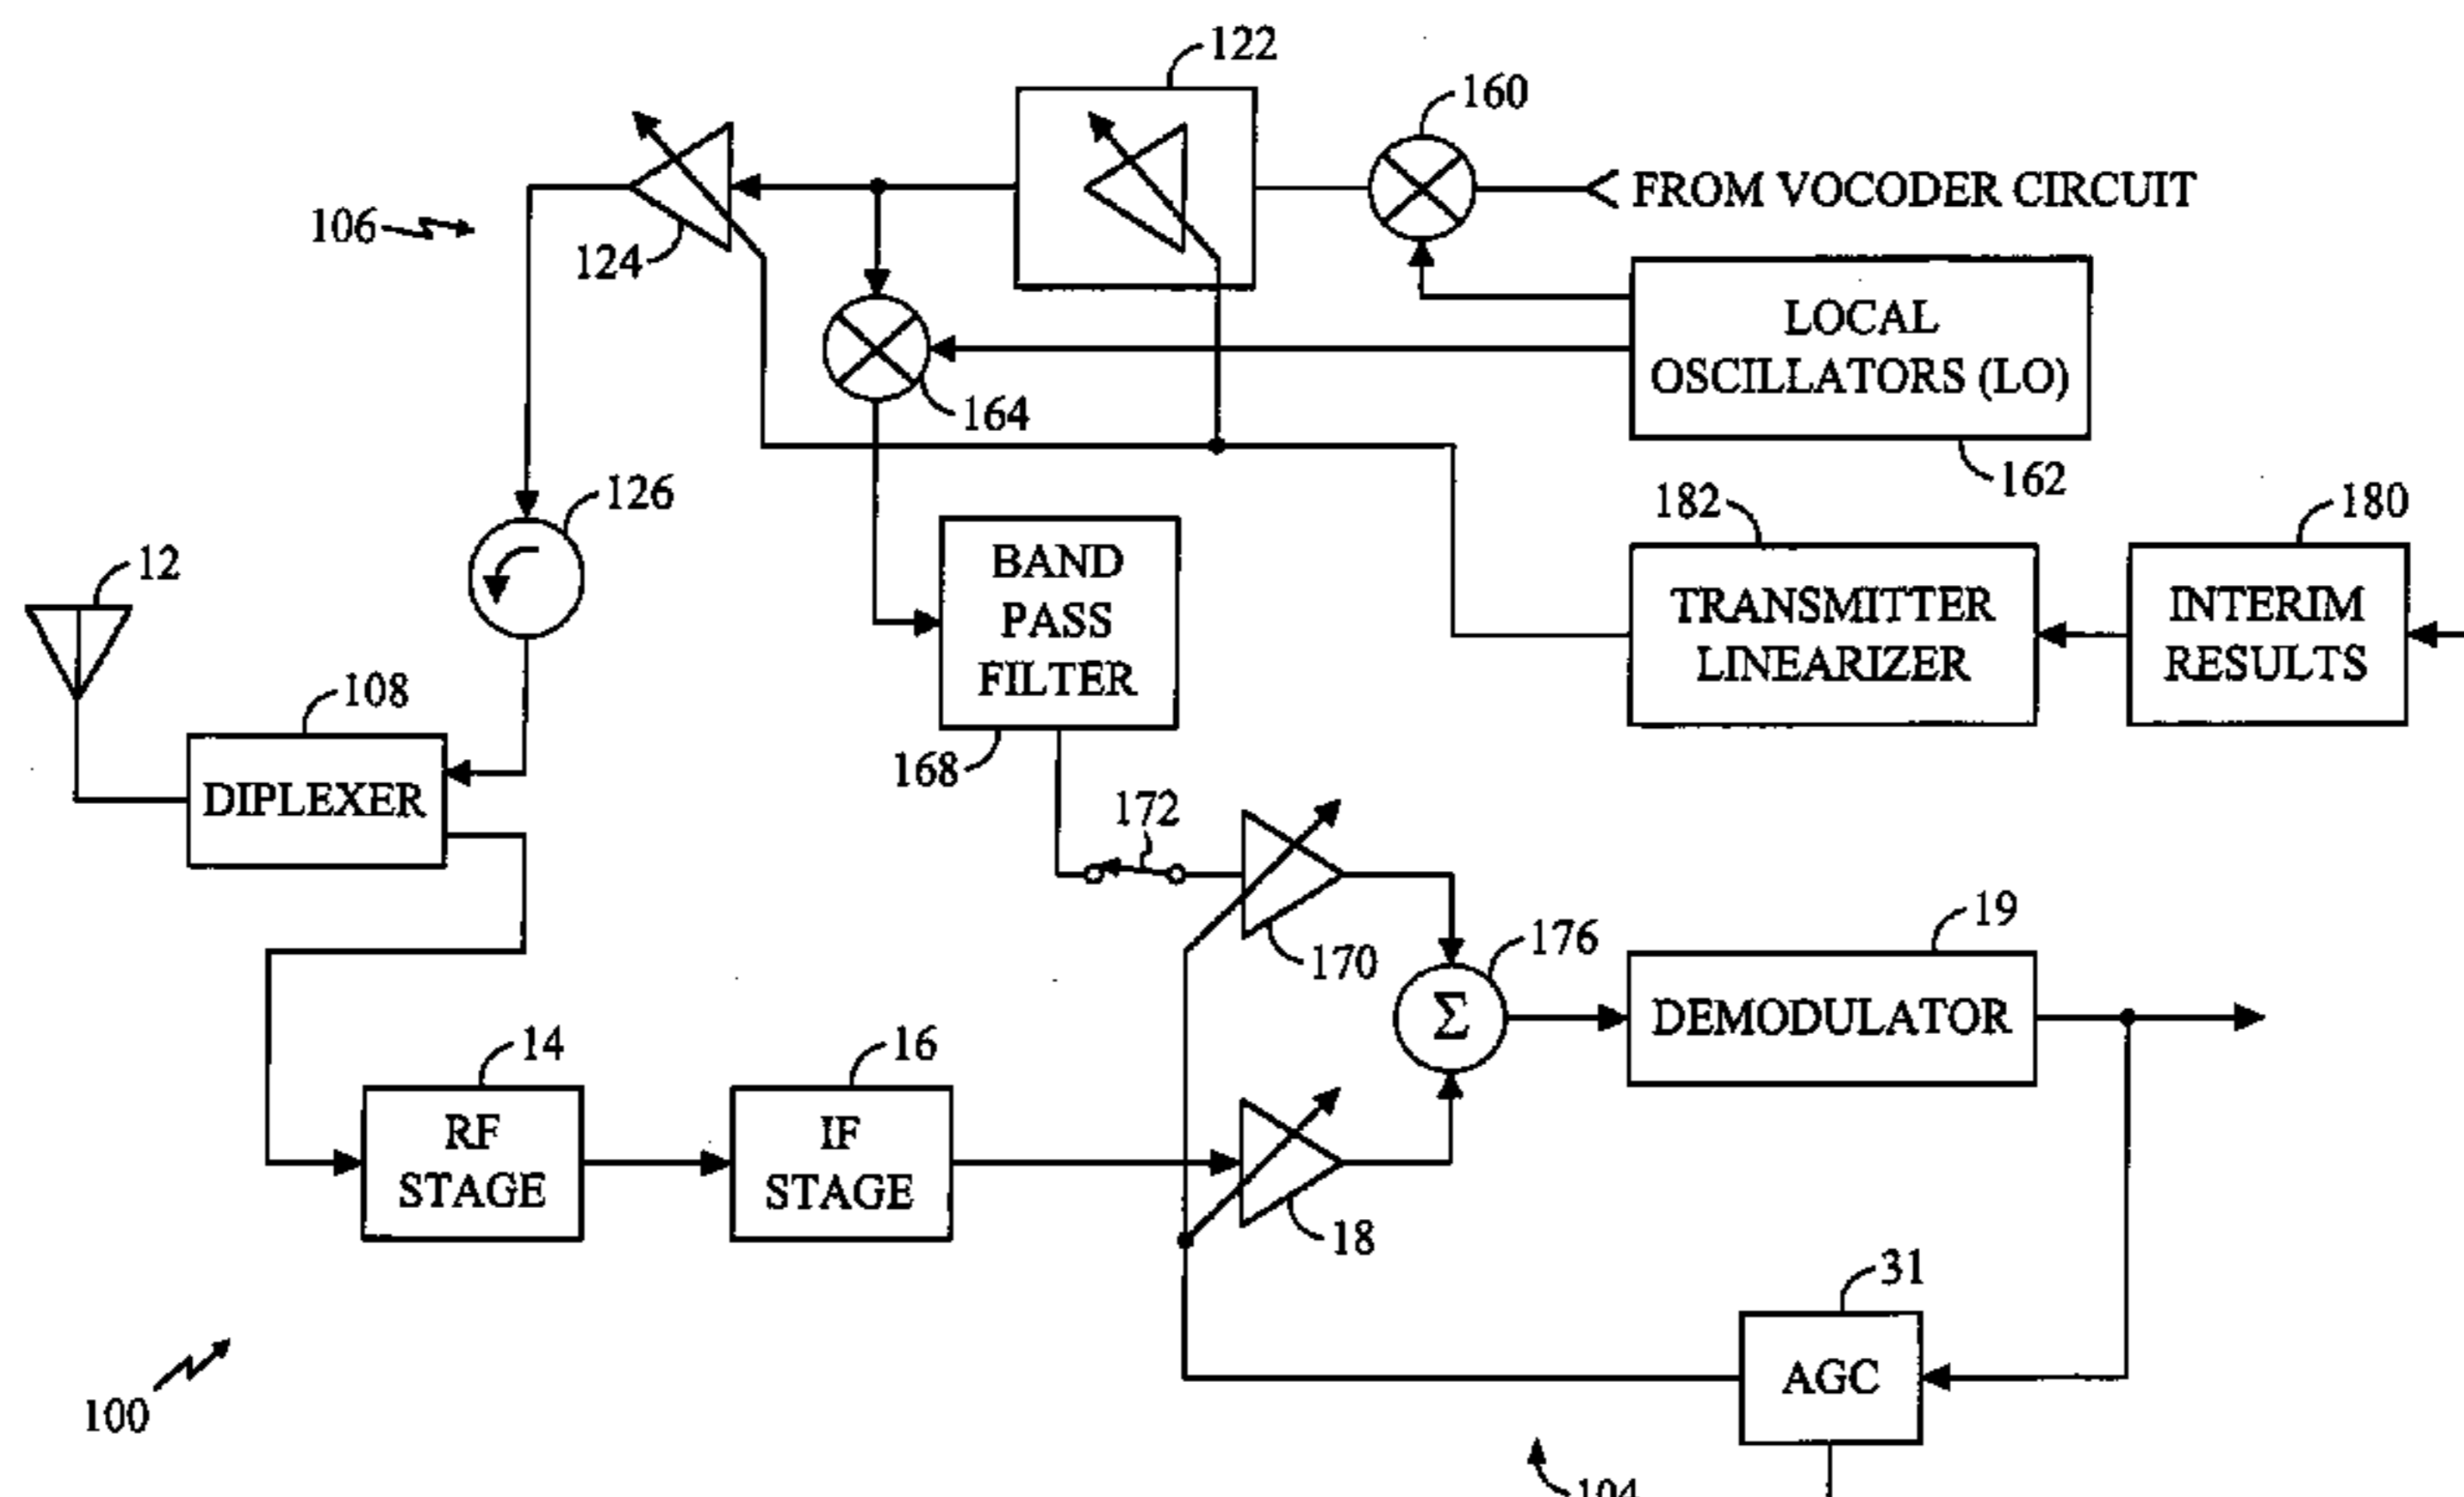 122
160
FROM VOCODER CIRCUIT
106
124
LOCAL
OSCILLATORS (LO)
164
162
126
182
180
12
BAND
PASS
FILTER
TRANSMITTER
LINEARIZER
INTERIM
RESULTS
108
168
DIPLEXER
172
19
170
176
Σ
DEMODULATOR
14
16
RF
STAGE
IF
STAGE
18
31
AGC
100
104